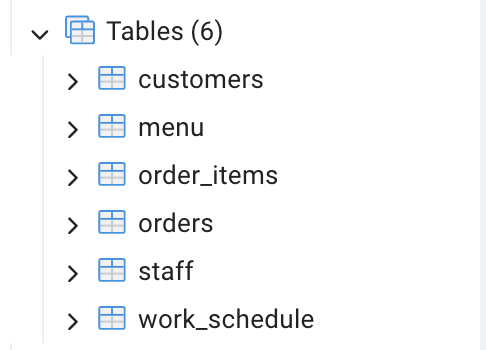 Tables (6)
customers
menu
order_items
orders
staff
work_schedule